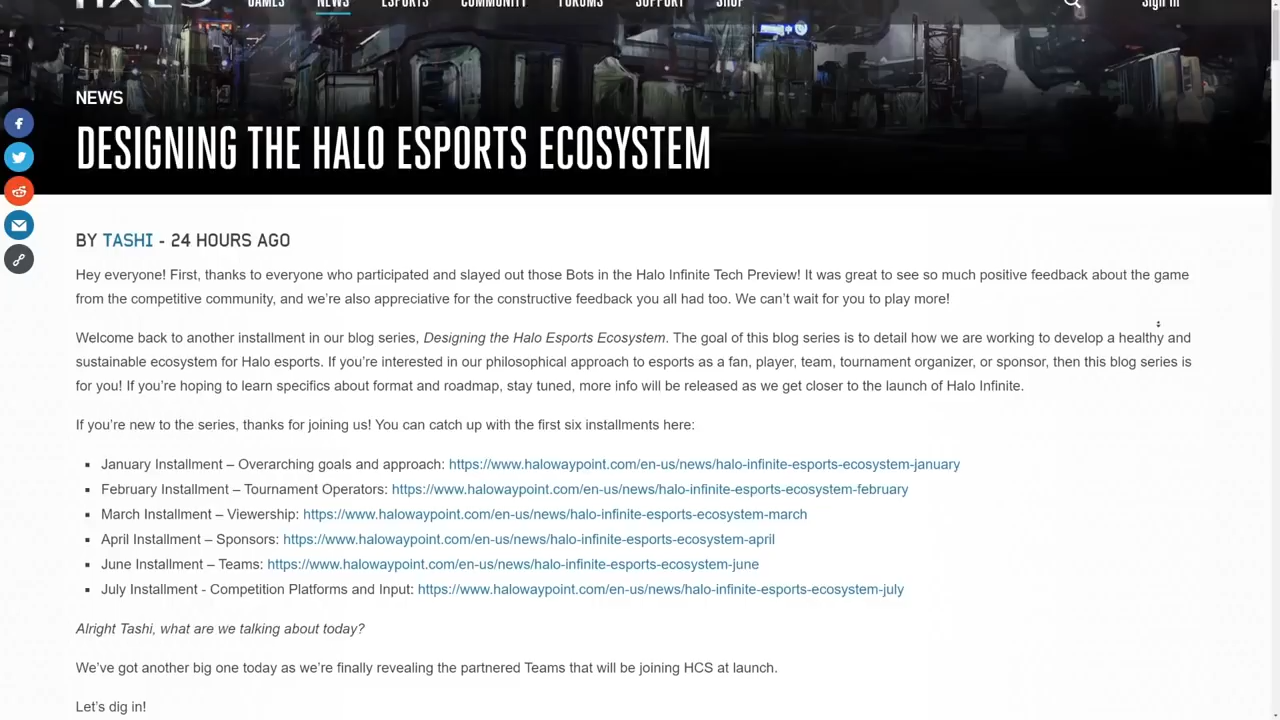 GAMES NEWS ESPORTS COMMUNITY FORUMS SUPPORT SHOP Sign In
NEWS
DESIGNING THE HALO ESPORTS ECOSYSTEM
BY TASHI - 24 HOURS AGO
Hey everyone! First, thanks to everyone who participated and slayed out those Bots in the Halo Infinite Tech Preview! It was great to see so much positive feedback about the game
from the competitive community, and we're also appreciative for the constructive feedback you all had too. We can't wait for you to play more!
Welcome back to another installment in our blog series, Designing the Halo Esports Ecosystem. The goal of this blog series is to detail how we are working to develop a healthy and
sustainable ecosystem for Halo esports. If you're interested in our philosophical approach to esports as a fan, player, team, tournament organizer, or sponsor, then this blog series is
for you! If you're hoping to learn specifics about format and roadmap, stay tuned, more info will be released as we get closer to the launch of Halo Infinite.
If you're new to the series, thanks for joining us! You can catch up with the first six installments here:
January Installment – Overarching goals and approach: https://www.halowaypoint.com/en-us/news/halo-infinite-esports-ecosystem-january
February Installment – Tournament Operators: https://www.halowaypoint.com/en-us/news/halo-infinite-esports-ecosystem-february
March Installment – Viewership: https://www.halowaypoint.com/en-us/news/halo-infinite-esports-ecosystem-march
April Installment – Sponsors: https://www.halowaypoint.com/en-us/news/halo-infinite-esports-ecosystem-april
June Installment – Teams: https://www.halowaypoint.com/en-us/news/halo-infinite-esports-ecosystem-june
July Installment - Competition Platforms and Input: https://www.halowaypoint.com/en-us/news/halo-infinite-esports-ecosystem-july
Alright Tashi, what are we talking about today?
We've got another big one today as we're finally revealing the partnered Teams that will be joining HCS at launch.
Let's dig in!